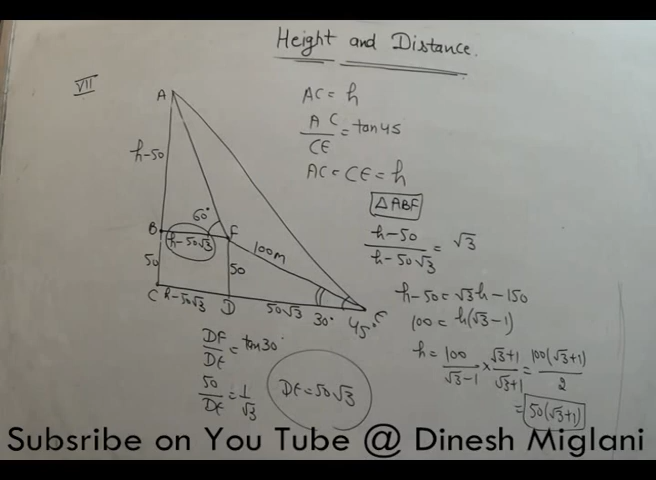 Height and Distance.
VII
A
h-50
B
50
C
60°
h-50√3
F
100m
50
h-50√3
D
50√3
30°
45°
E
AC = h
AC/CE = tan45
AC = CE = h
△ABF
h-50/h-50√3 = √3
h-50 = √3h-150
100 = h(√3-1)
h = 100/√3-1 × √3+1/√3+1 = 100(√3+1)/2
= 50(√3+1)
DF/DE = tan30°
50/DE = 1/√3
DE = 50√3
Subsribe on You Tube @ Dinesh Miglani